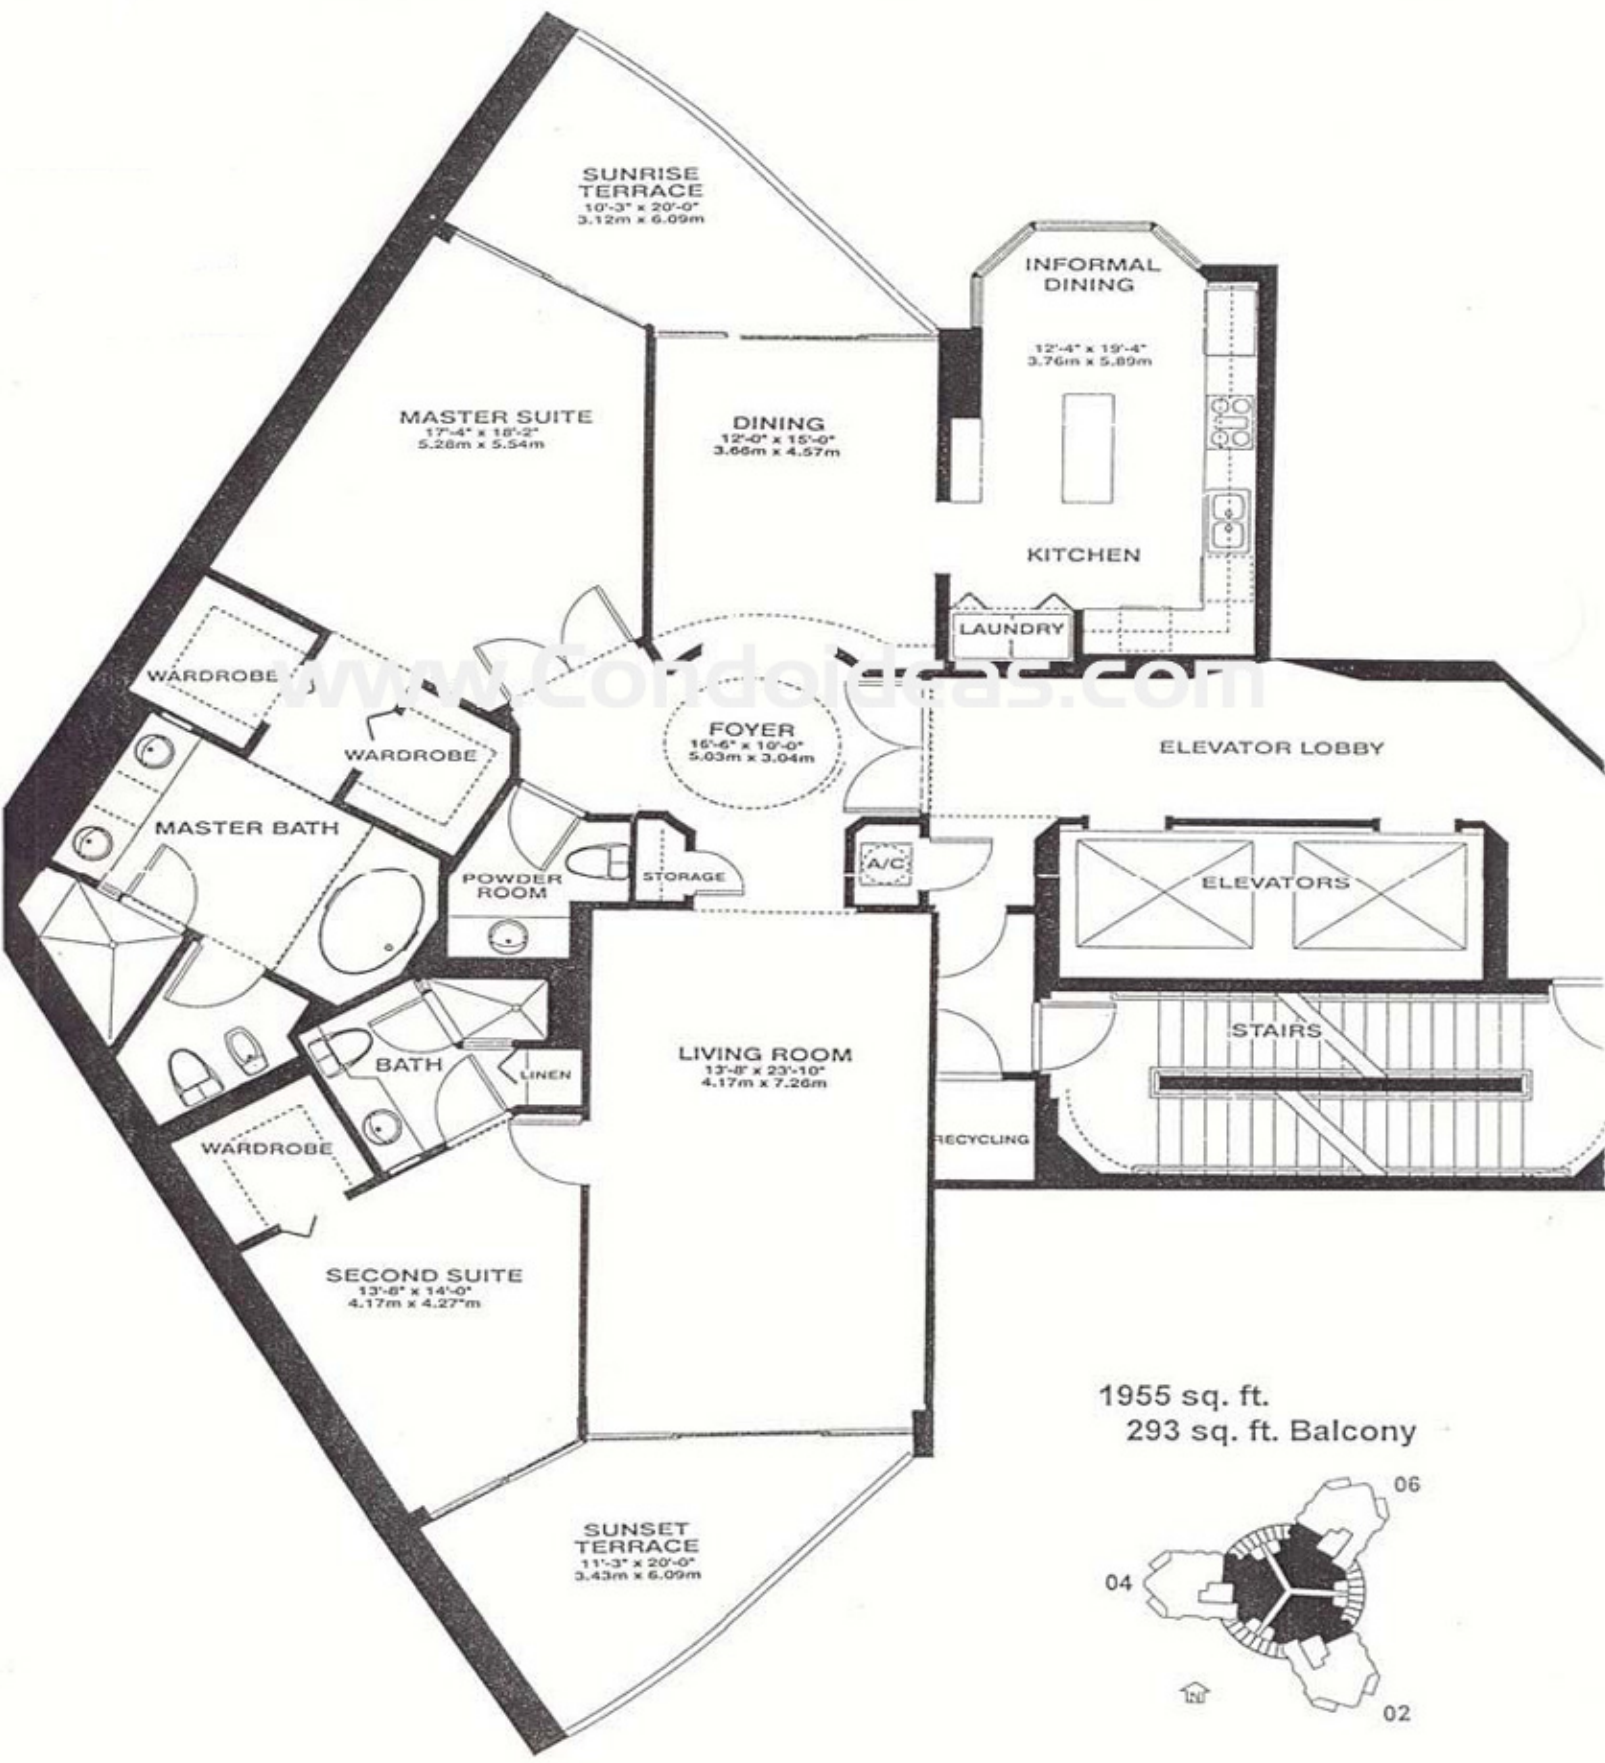 SUNRISE
TERRACE
10'-3" x 20'-0"
3.12m x 6.09m
INFORMAL
DINING
12'-4" x 19'-4"
3.76m x 5.89m
MASTER SUITE
17'-4" x 18'-2"
5.28m x 5.54m
DINING
12'-0" x 15'-0"
3.66m x 4.57m
KITCHEN
LAUNDRY
WARDROBE
www.Condoideas.com
FOYER
16'-6" x 10'-0"
5.03m x 3.04m
WARDROBE
ELEVATOR LOBBY
MASTER BATH
POWDER
ROOM
STORAGE
A/C
ELEVATORS
BATH
LINEN
LIVING ROOM
13'-8" x 23'-10"
4.17m x 7.26m
STAIRS
WARDROBE
RECYCLING
SECOND SUITE
13'-8" x 14'-0"
4.17m x 4.27"m
1955 sq. ft.
293 sq. ft. Balcony
SUNSET
TERRACE
11'-3" x 20'-0"
3.43m x 6.09m
06
04
02
N